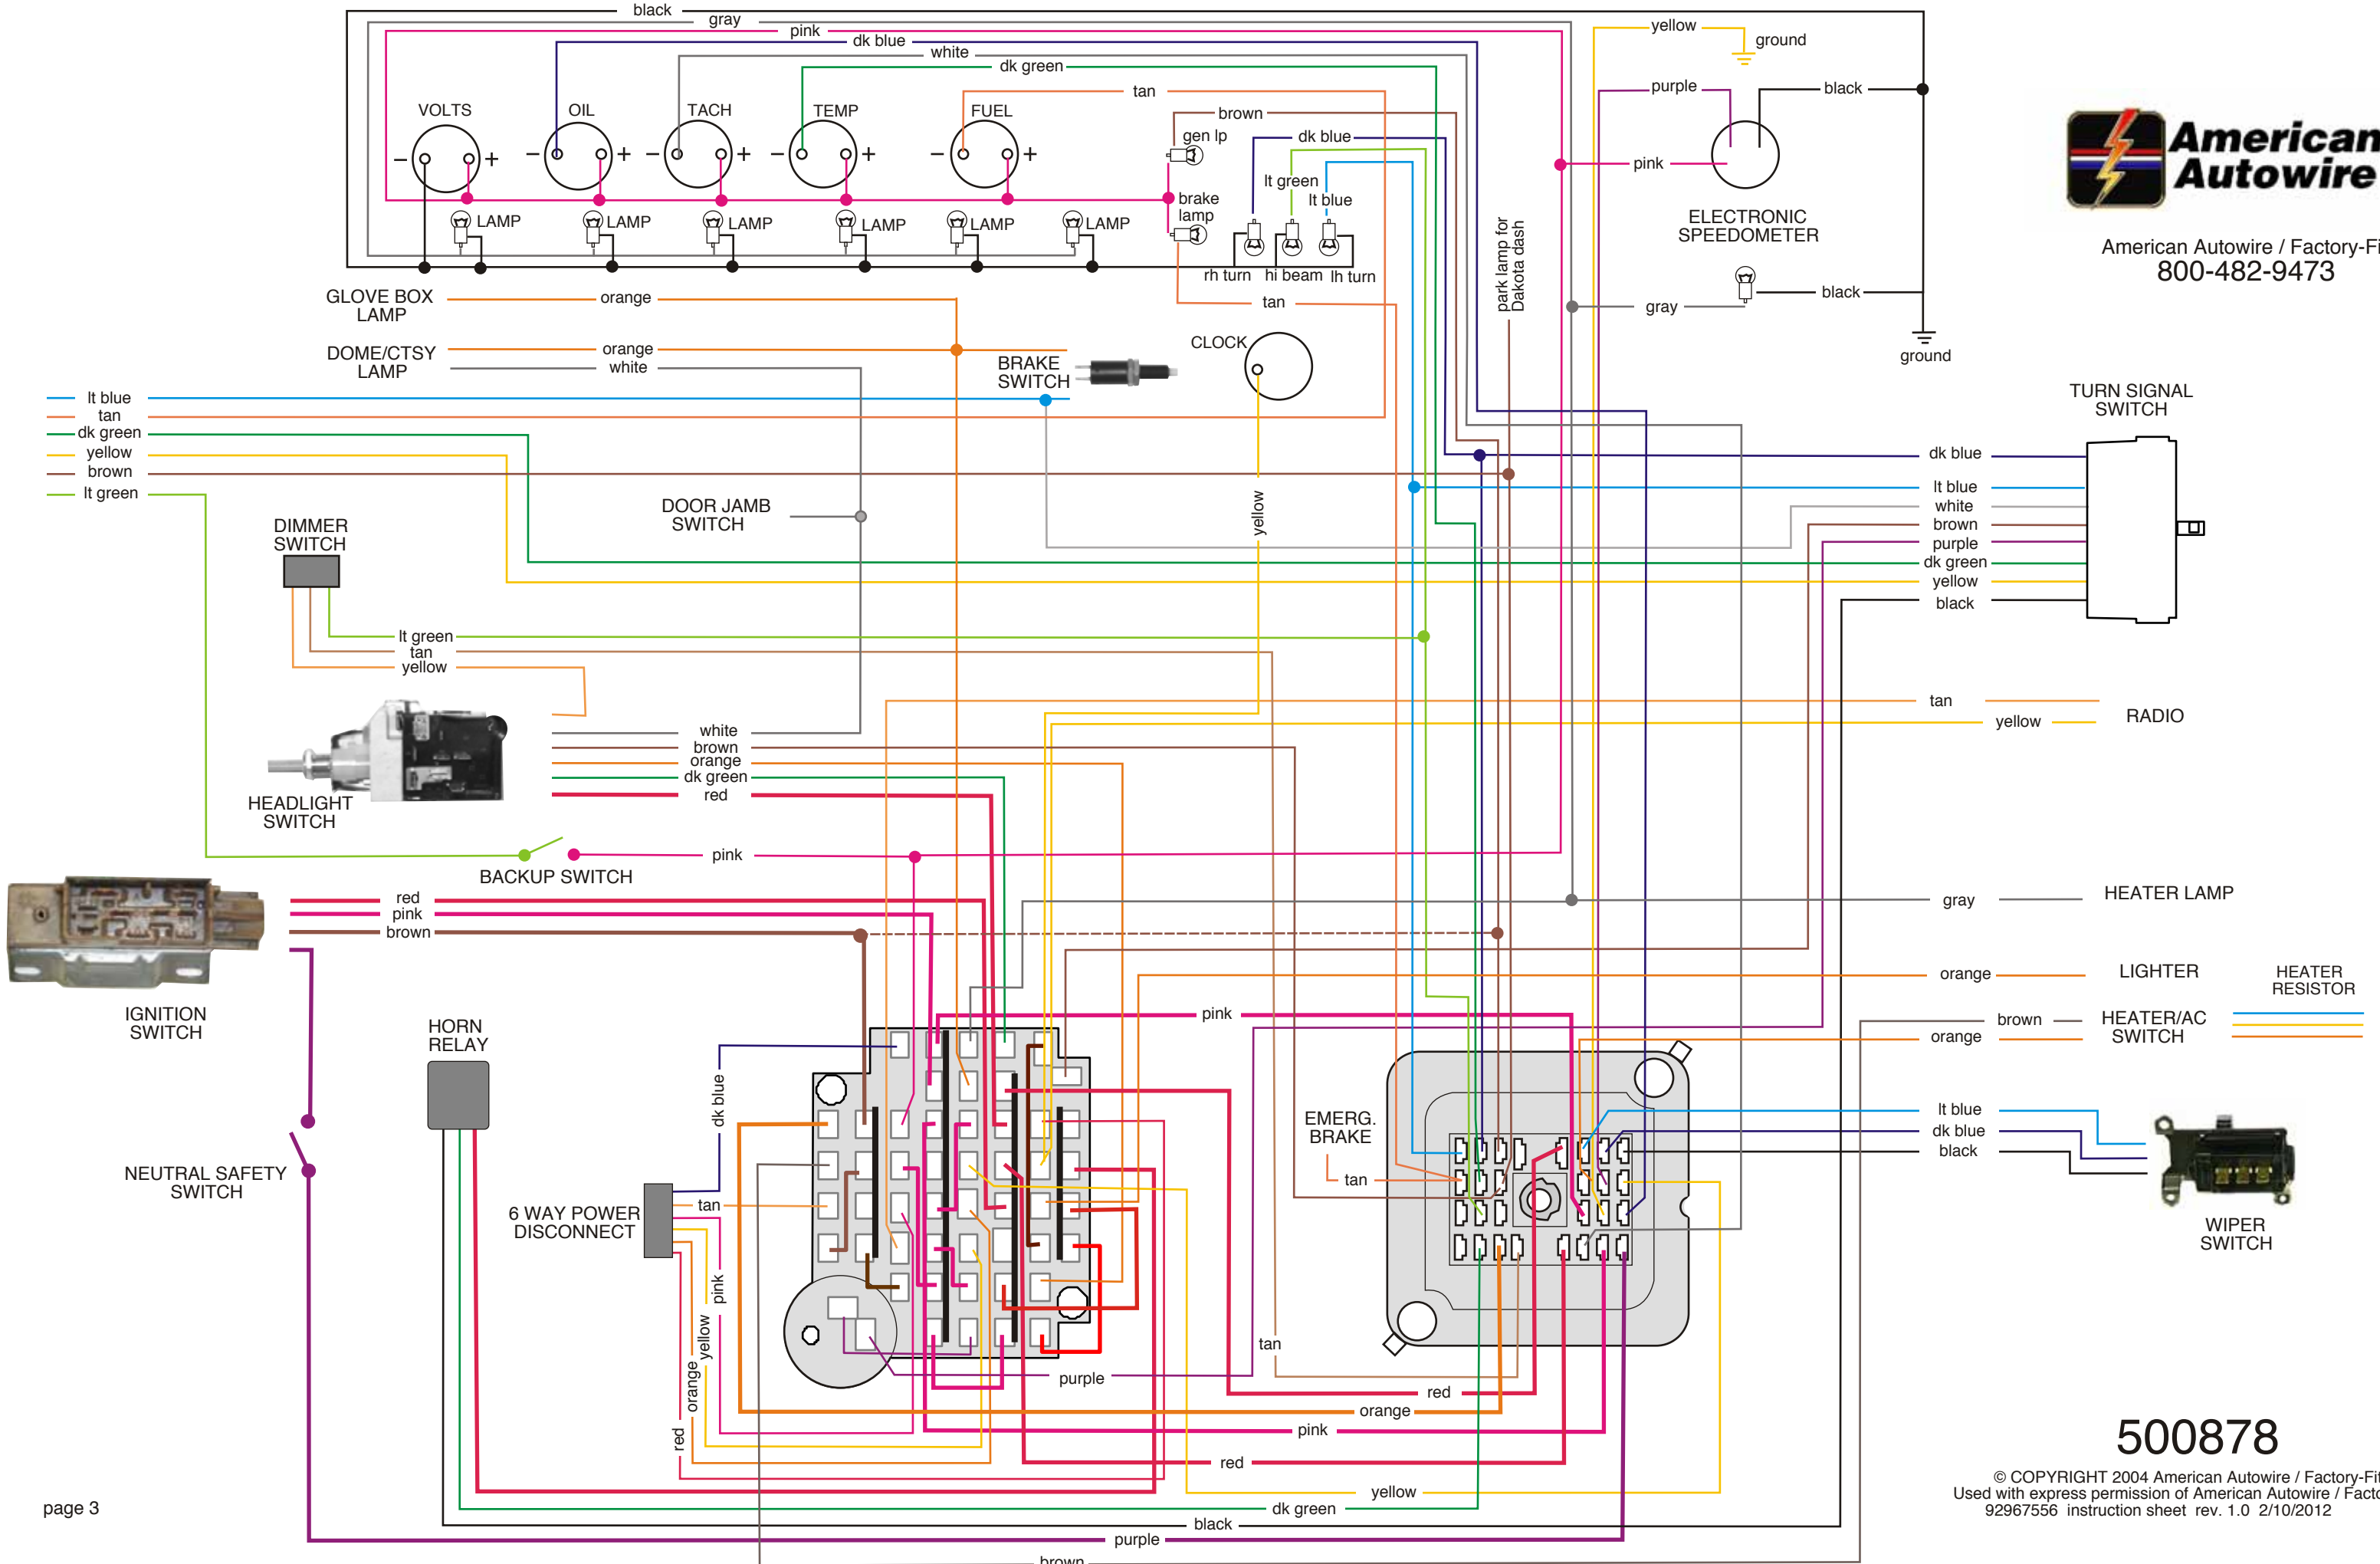 black
gray
pink
dk blue
white
dk green
tan
brown
gen lp
dk blue
lt green
lt blue
brake
lamp
VOLTS
OIL
TACH
TEMP
FUEL
− +
− +
− +
− +
− +
LAMP
LAMP
LAMP
LAMP
LAMP
LAMP
rh turn
hi beam
lh turn
tan
yellow
ground
purple
black
pink
ELECTRONIC
SPEEDOMETER
gray
black
ground
park lamp for
Dakota dash
American
Autowire
American Autowire / Factory-Fi
800-482-9473
GLOVE BOX
LAMP
orange
DOME/CTSY
LAMP
orange
white
BRAKE
SWITCH
CLOCK
yellow
lt blue
tan
dk green
yellow
brown
lt green
DOOR JAMB
SWITCH
TURN SIGNAL
SWITCH
dk blue
lt blue
white
brown
purple
dk green
yellow
black
DIMMER
SWITCH
lt green
tan
yellow
HEADLIGHT
SWITCH
white
brown
orange
dk green
red
tan
yellow
RADIO
BACKUP SWITCH
pink
red
pink
brown
IGNITION
SWITCH
gray
HEATER LAMP
orange
LIGHTER
HEATER
RESISTOR
brown
orange
HEATER/AC
SWITCH
HORN
RELAY
pink
lt blue
dk blue
black
WIPER
SWITCH
NEUTRAL SAFETY
SWITCH
6 WAY POWER
DISCONNECT
dk blue
tan
pink
yellow
orange
red
EMERG.
BRAKE
tan
tan
purple
red
orange
pink
red
yellow
dk green
black
purple
brown
500878
© COPYRIGHT 2004 American Autowire / Factory-Fi
Used with express permission of American Autowire / Facto
92967556 instruction sheet rev. 1.0 2/10/2012
page 3